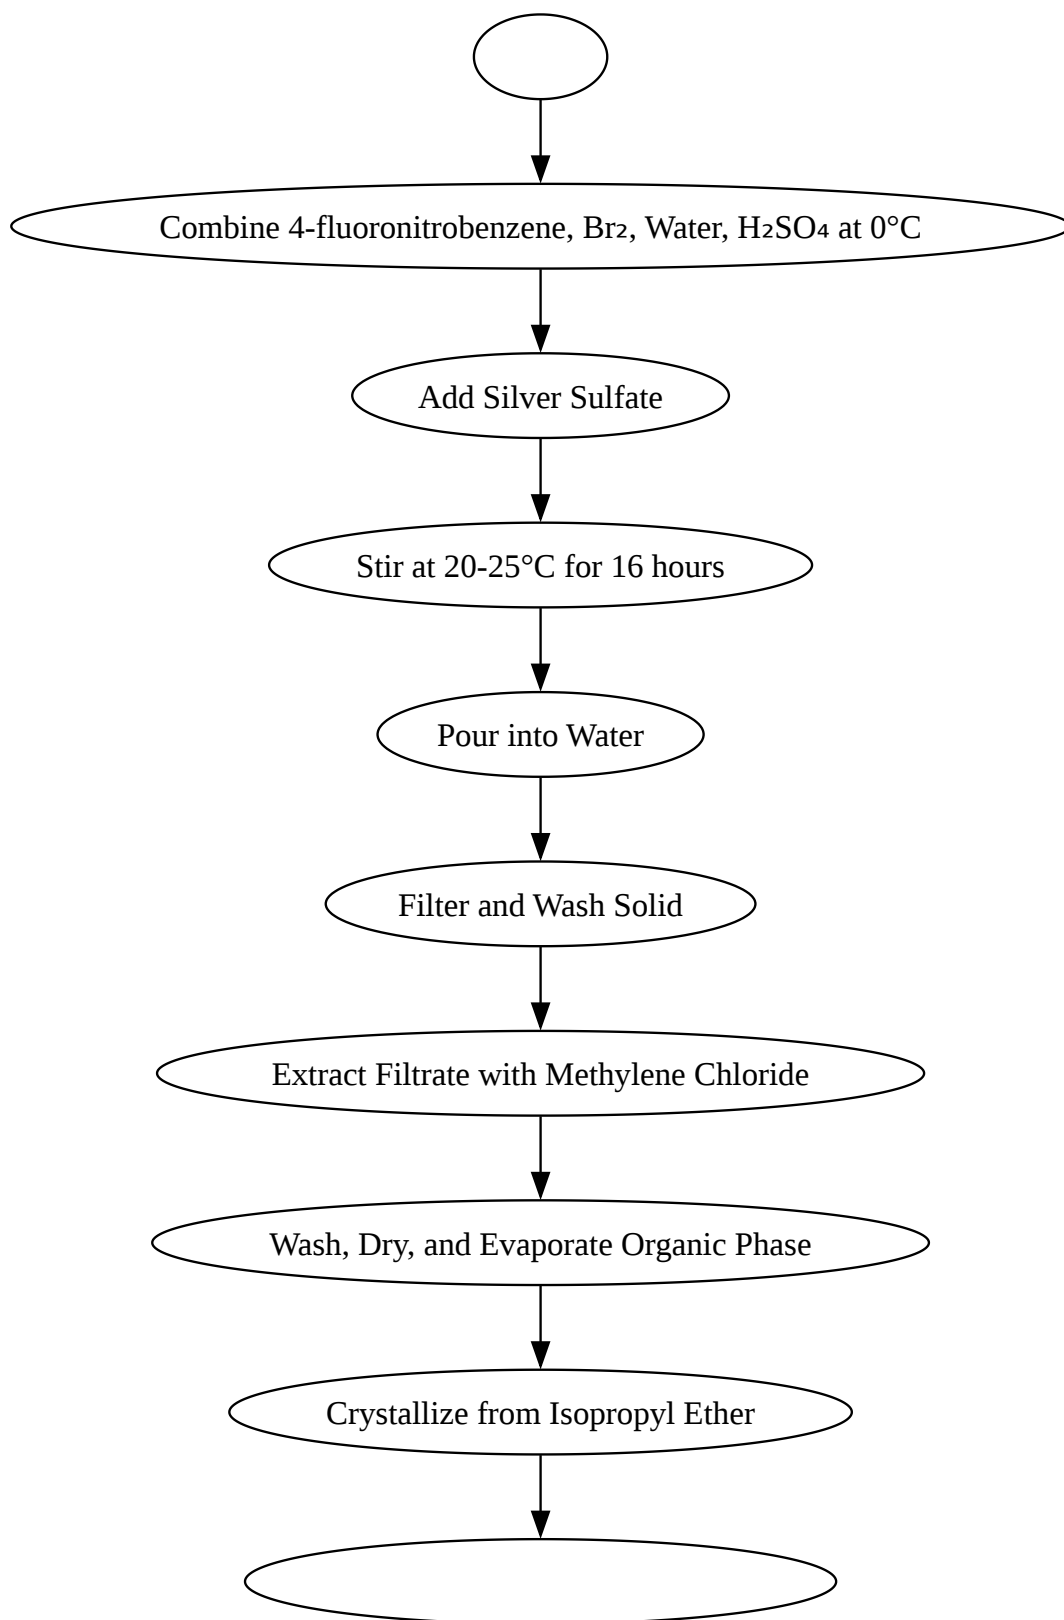 Combine 4-fluoronitrobenzene, Br₂, Water, H₂SO₄ at 0°C
Add Silver Sulfate
Stir at 20-25°C for 16 hours
Pour into Water
Filter and Wash Solid
Extract Filtrate with Methylene Chloride
Wash, Dry, and Evaporate Organic Phase
Crystallize from Isopropyl Ether